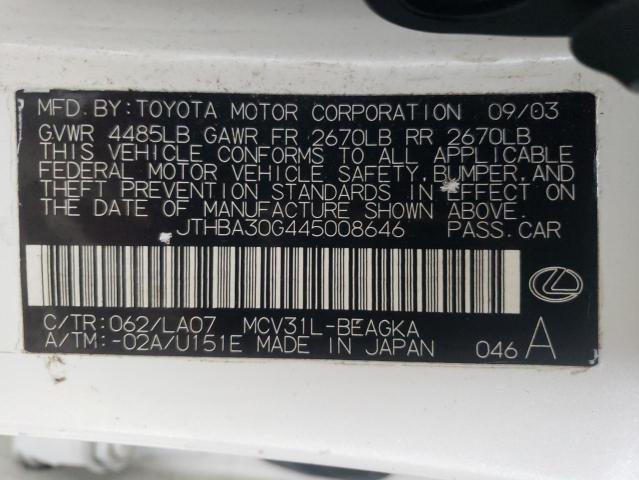 MFD.BY:TOYOTA MOTOR CORPORATION 09/03
GVWR 4485LB GAWR FR 2670LB RR 2670LB
THIS VEHICLE CONFORMS TO ALL APPLICABLE
FEDERAL MOTOR VEHICLE SAFETY,BUMPER,AND
THEFT PREVENTION STANDARDS IN EFFECT ON
THE DATE OF MANUFACTURE SHOWN ABOVE.
JTHBA30G445008646 PASS.CAR
C/TR:062/LA07 MCV31L-BEAGKA
A/TM:-02A/U151E MADE IN JAPAN 046 A